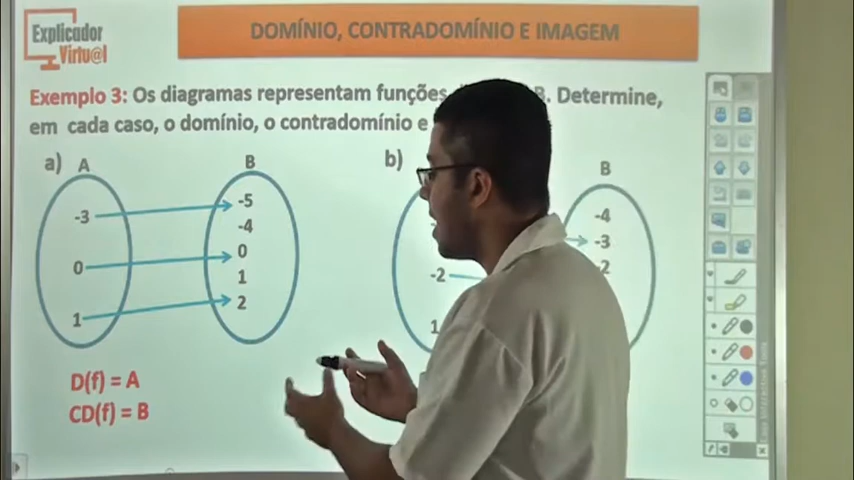 Explicador
Virtu@l
DOMÍNIO, CONTRADOMÍNIO E IMAGEM
Exemplo 3: Os diagramas representam funções B. Determine,
em cada caso, o domínio, o contradomínio e
a) A B
-3
0
1
-5
-4
0
1
2
b) B
-2
1
-4
-3
-2
D(f) = A
CD(f) = B